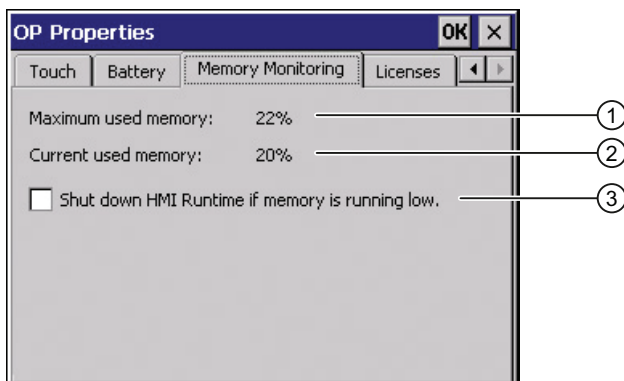 OP Properties OK ×
Touch Battery Memory Monitoring Licenses
Maximum used memory: 22% 1
Current used memory: 20% 2
Shut down HMI Runtime if memory is running low. 3